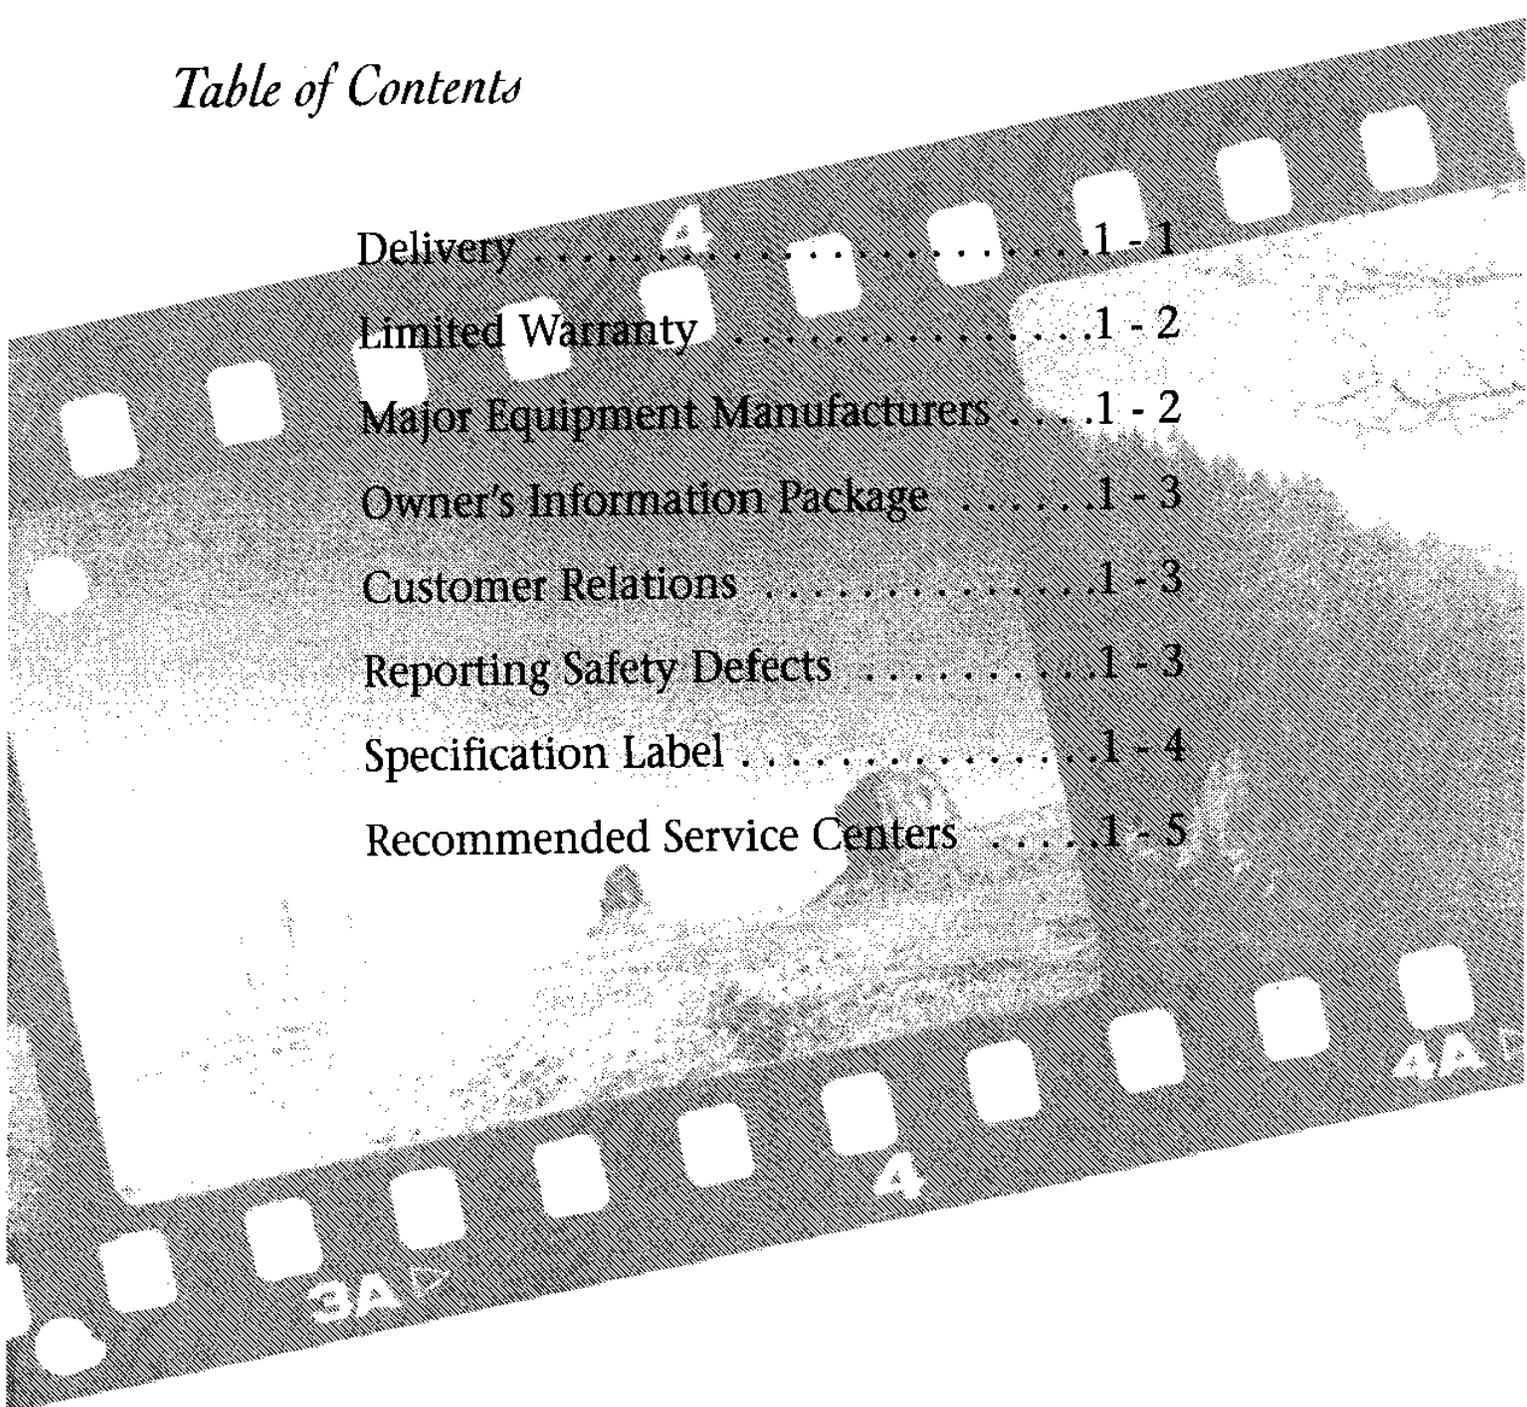 Table of Contents
4
Delivery . . . . . . . . . . . . . . . . . . . . . . . .1 - 1
Limited Warranty . . . . . . . . . . . . . . .1 - 2
Major Equipment Manufacturers . . . .1 - 2
Owner's Information Package . . . . . .1 - 3
Customer Relations . . . . . . . . . . . . . .1 - 3
Reporting Safety Defects . . . . . . . . . .1 - 3
Specification Label . . . . . . . . . . . . . . .1 - 4
Recommended Service Centers . . . . .1 - 5
4A
4
3A